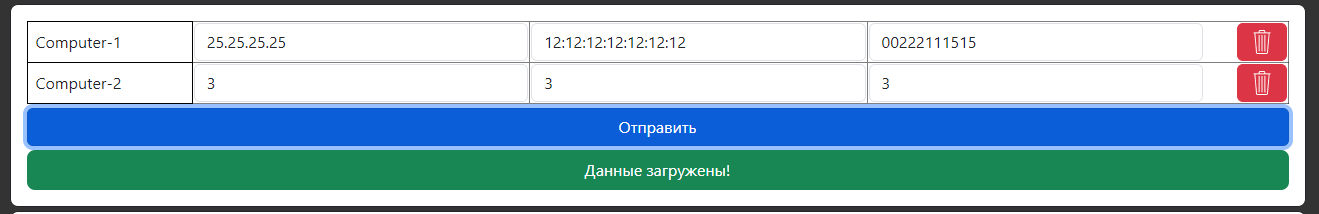 Computer-1 25.25.25.25 12:12:12:12:12:12:12 00222111515
Computer-2 3 3 3
Отправить
Данные загружены!